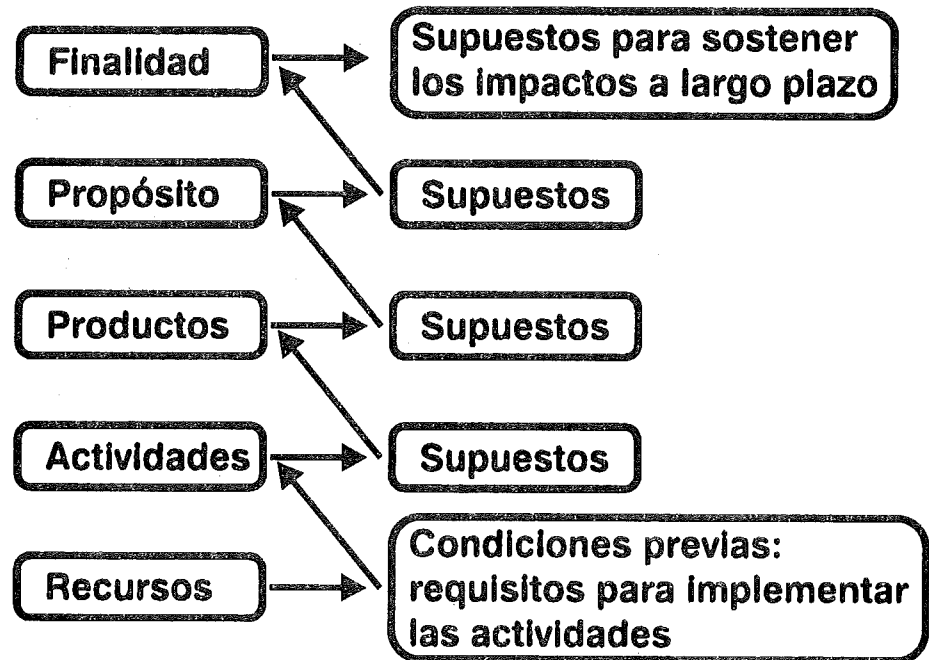 Finalidad
Supuestos para sostener
los impactos a largo plazo
Propósito
Supuestos
Productos
Supuestos
Actividades
Supuestos
Recursos
Condiciones previas:
requisitos para implementar
las actividades